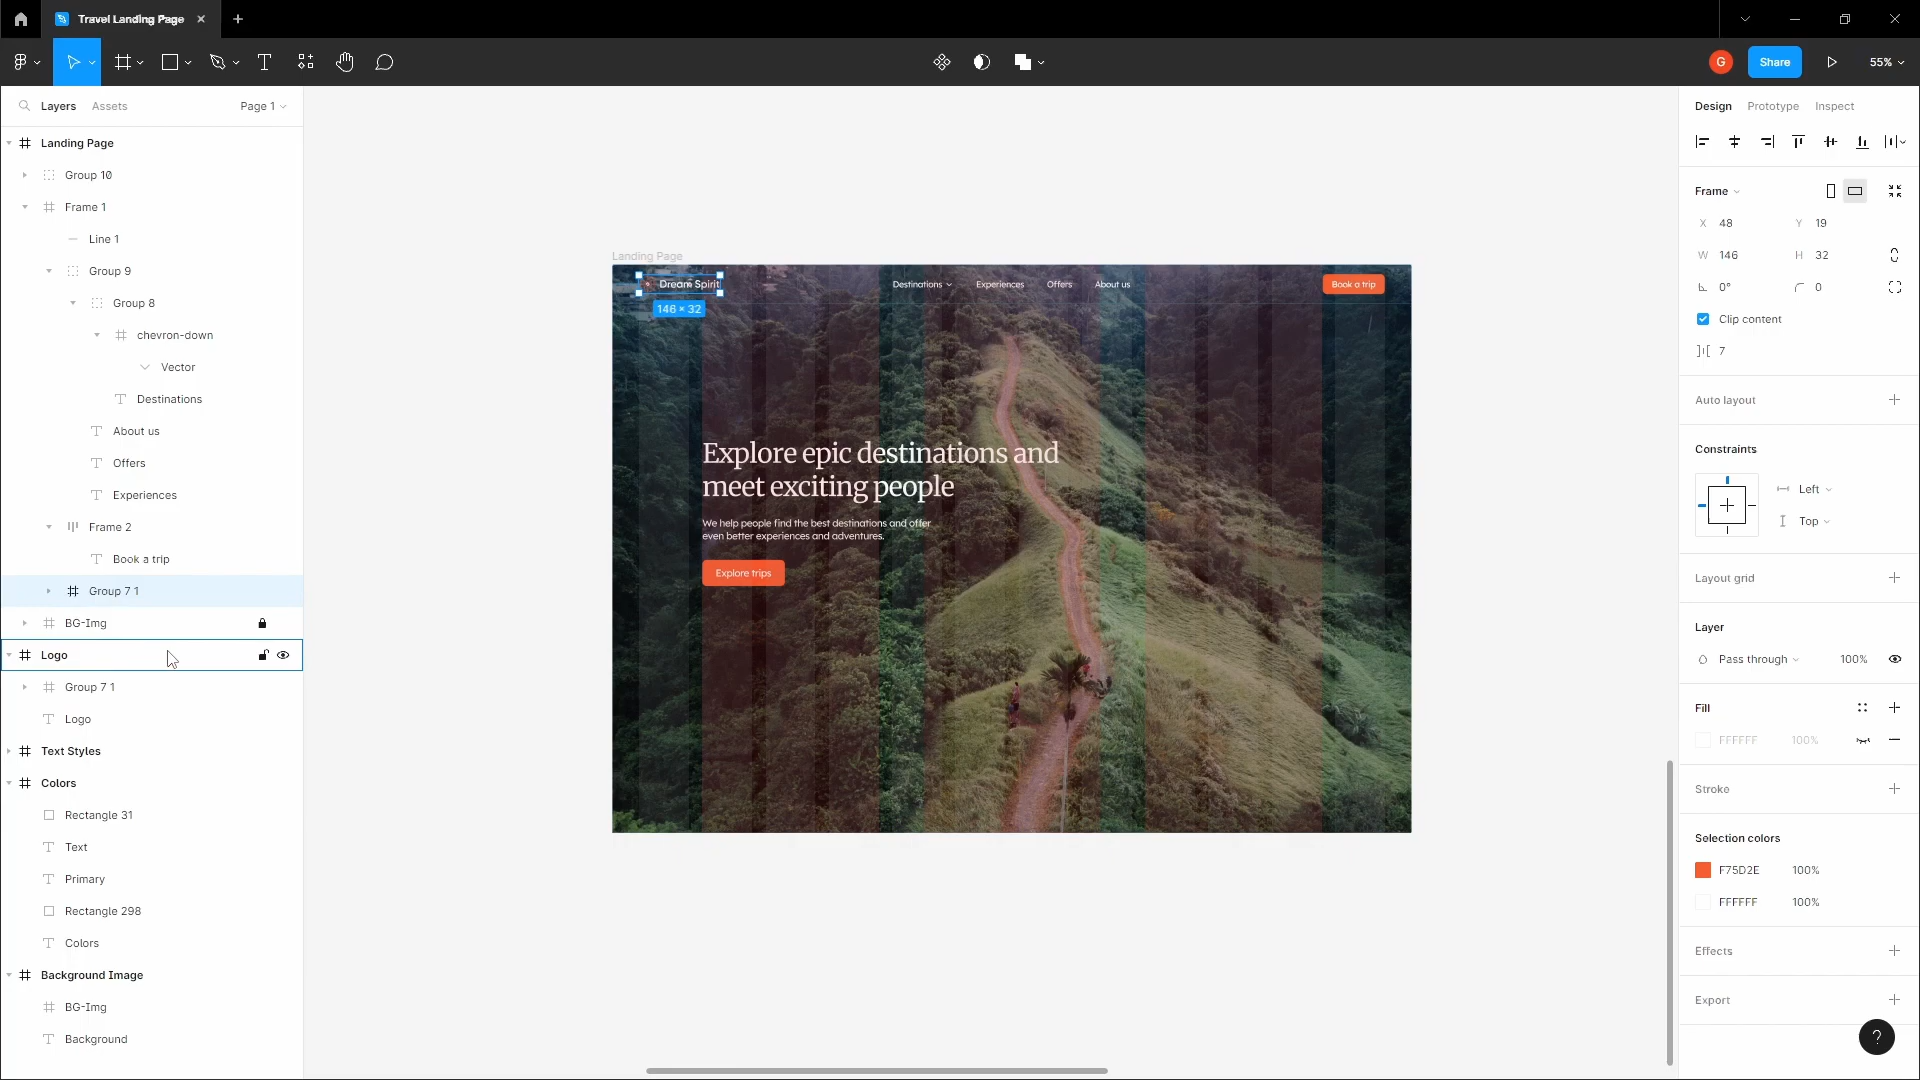 Travel Landing Page
G
Share
55%
Layers
Assets
Page 1
Landing Page
Group 10
Frame 1
Line 1
Group 9
Group 8
chevron-down
Vector
Destinations
About us
Offers
Experiences
Frame 2
Book a trip
Group 7 1
BG-Img
Logo
Group 7 1
Logo
Text Styles
Colors
Rectangle 31
Text
Primary
Rectangle 298
Colors
Background Image
BG-Img
Background
Landing Page
Dream Spirit
146 × 32
Destinations
Experiences
Offers
About us
Book a trip
Explore epic destinations and
meet exciting people
We help people find the best destinations and offer
even better experiences and adventures.
Explore trips
Design
Prototype
Inspect
Frame
X 48
Y 19
W 146
H 32
0°
0
Clip content
7
Auto layout
Constraints
Left
Top
Layout grid
Layer
Pass through
100%
Fill
FFFFFF
100%
Stroke
Selection colors
F75D2E
100%
FFFFFF
100%
Effects
Export
?